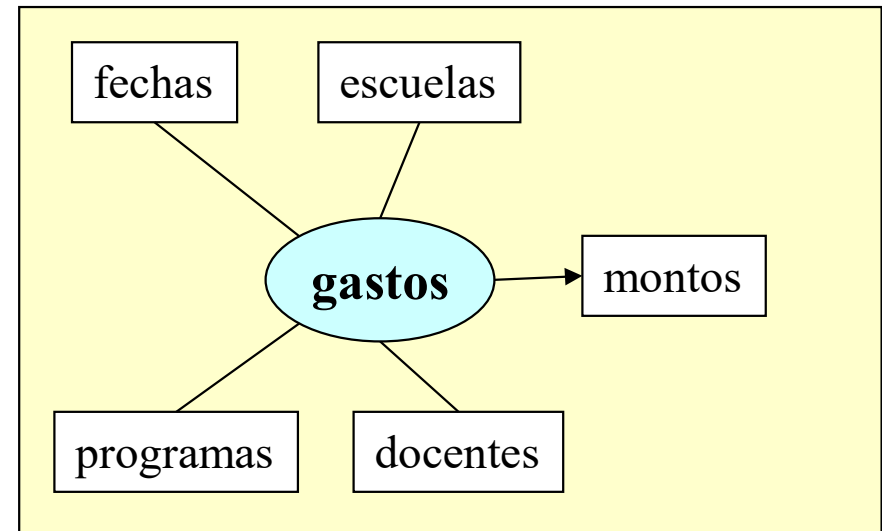 fechas
escuelas
gastos
montos
programas
docentes